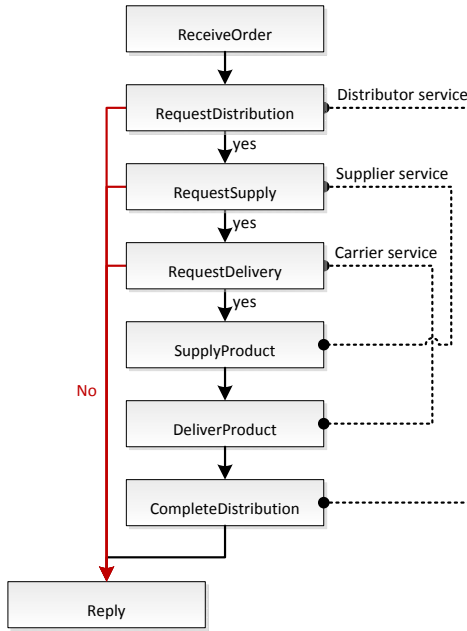 ReceiveOrder
Distributor service
RequestDistribution
yes
Supplier service
RequestSupply
yes
Carrier service
RequestDelivery
yes
SupplyProduct
No
DeliverProduct
CompleteDistribution
Reply